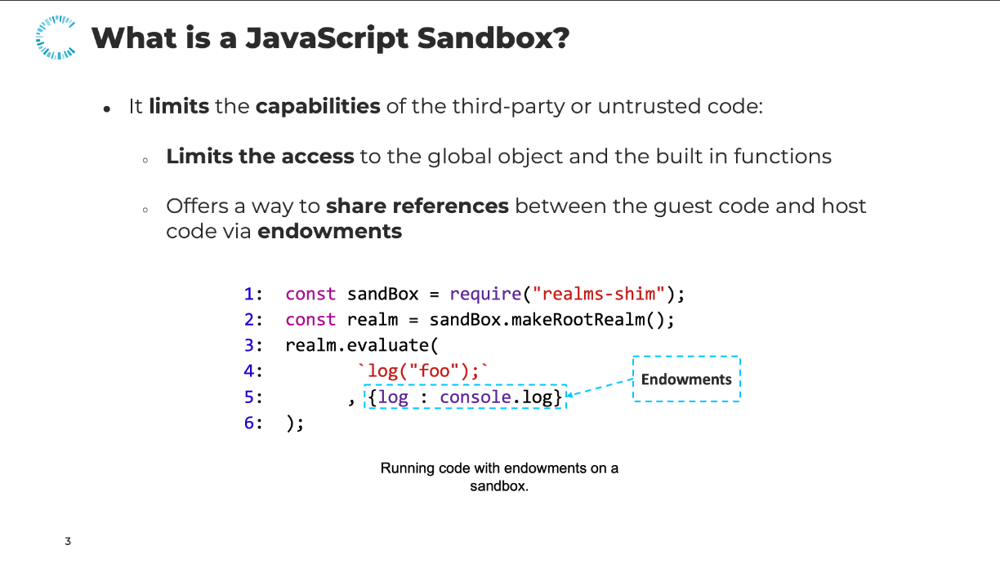 What is a JavaScript Sandbox?
● It limits the capabilities of the third-party or untrusted code:
○ Limits the access to the global object and the built in functions
○ Offers a way to share references between the guest code and host
code via endowments
1: const sandBox = require("realms-shim");
2: const realm = sandBox.makeRootRealm();
3: realm.evaluate(
4: `log("foo");`
5: , {log : console.log}
Endowments
6: );
Running code with endowments on a
sandbox.
3